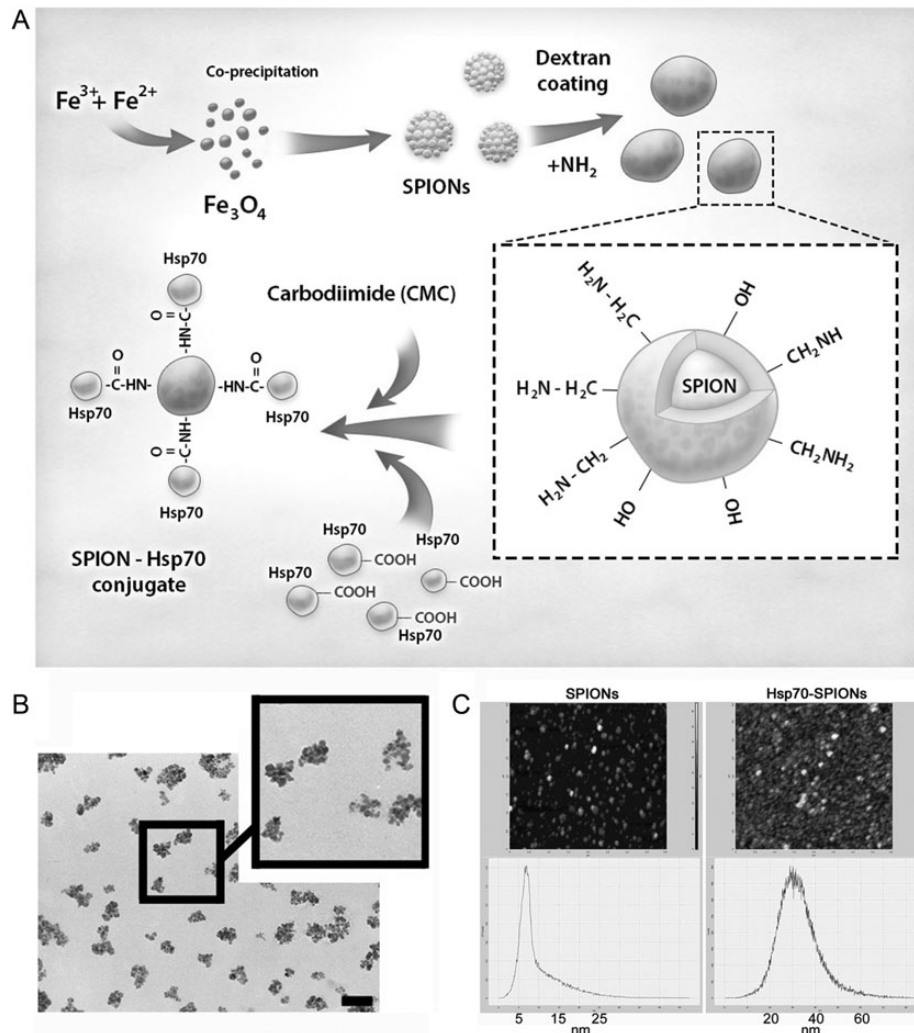 A
Fe3+ + Fe2+
Co-precipitation
Fe3O4
SPIONs
Dextran
coating
+NH2
Hsp70
O=C-HN-
Hsp70
O
-C-HN-
Hsp70
O
-HN-C-
Hsp70
O=C-NH
Hsp70
SPION - Hsp70
conjugate
Carbodiimide (CMC)
Hsp70
COOH
Hsp70
COOH
Hsp70
COOH
COOH
Hsp70
H2N-H2C
OH
CH2NH
H2N-H2C
SPION
H2N-CH2
CH2NH2
HO
OH
B
C
SPIONs
Hsp70-SPIONs
5 15 25
nm
20 40 60
nm